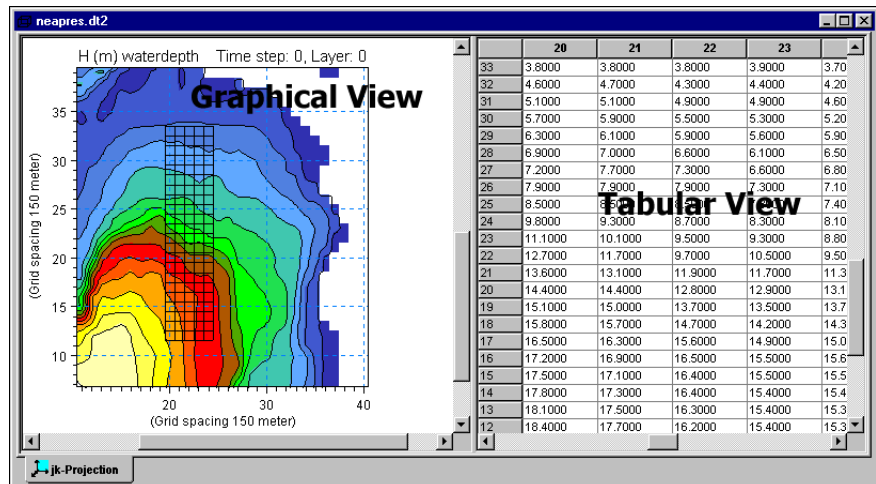 neapres.dt2
H (m) waterdepth Time step: 0, Layer: 0
Graphical View
35
30
25
20
15
10
(Grid spacing 150 meter)
20 30 40
(Grid spacing 150 meter)
20 21 22 23
33 3.8000 3.8000 3.8000 3.9000 3.70
32 4.6000 4.7000 4.3000 4.4000 4.20
31 5.1000 5.1000 4.9000 4.9000 4.60
30 5.7000 5.9000 5.5000 5.3000 5.20
29 6.3000 6.1000 5.9000 5.6000 5.90
28 6.9000 7.0000 6.6000 6.1000 6.50
27 7.2000 7.7000 7.3000 6.6000 6.80
26 7.9000 7.9000 7.9000 7.3000 7.10
Tabular View
25 8.5000 7.40
24 9.8000 9.3000 8.7000 8.3000 8.10
23 11.1000 10.1000 9.5000 9.3000 8.80
22 12.7000 11.7000 9.7000 10.5000 9.50
21 13.6000 13.1000 11.9000 11.7000 11.3
20 14.4000 14.4000 12.8000 12.9000 13.1
19 15.1000 15.0000 13.7000 13.5000 13.7
18 15.8000 15.7000 14.7000 14.2000 14.3
17 16.5000 16.3000 15.6000 14.9000 15.0
16 17.2000 16.9000 16.5000 15.5000 15.6
15 17.5000 17.1000 16.4000 15.5000 15.5
14 17.8000 17.3000 16.4000 15.4000 15.4
13 18.1000 17.5000 16.3000 15.4000 15.3
12 18.4000 17.7000 16.2000 15.4000 15.3
jk-Projection